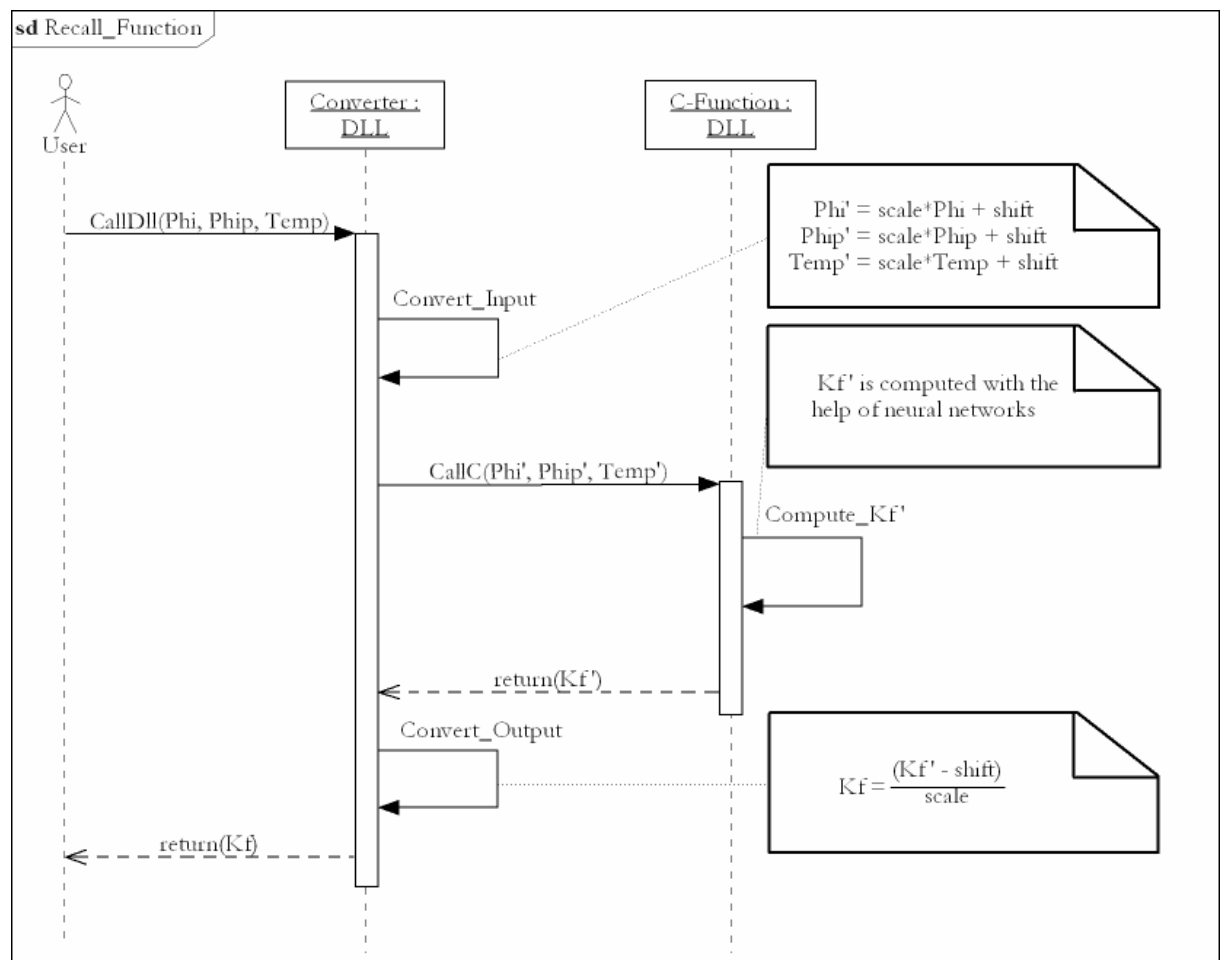 sd Recall_Function
User
Converter :
DLL
C-Function :
DLL
CallDll(Phi, Phip, Temp)
Phi' = scale*Phi + shift
Phip' = scale*Phip + shift
Temp' = scale*Temp + shift
Convert_Input
Kf' is computed with the
help of neural networks
CallC(Phi', Phip', Temp')
Compute_Kf'
return(Kf')
Convert_Output
Kf = (Kf' - shift)
scale
return(Kf)